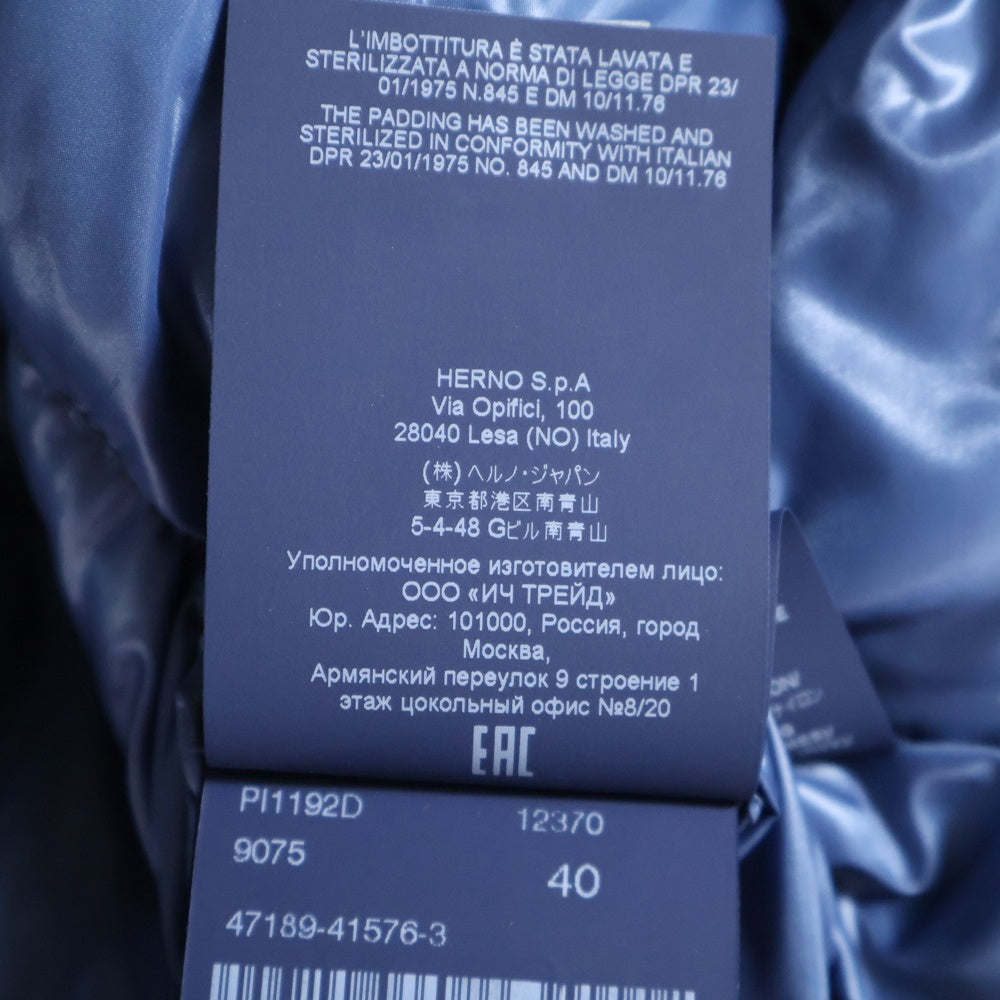 L'IMBOTTITURA È STATA LAVATA E
STERILIZZATA A NORMA DI LEGGE DPR 23/
01/1975 N.845 E DM 10/11.76
THE PADDING HAS BEEN WASHED AND
STERILIZED IN CONFORMITY WITH ITALIAN
DPR 23/01/1975 NO. 845 AND DM 10/11.76
HERNO S.p.A
Via Opifici, 100
28040 Lesa (NO) Italy
(株)ヘルノ・ジャパン
東京都港区南青山
5-4-48 Gビル南青山
Уполномоченное изготовителем лицо:
ООО «ИЧ ТРЕЙД»
Юр. Адрес: 101000, Россия, город
Москва,
Армянский переулок 9 строение 1
этаж цокольный офис №8/20
EAC
PI1192D 12370
9075 40
47189-41576-3